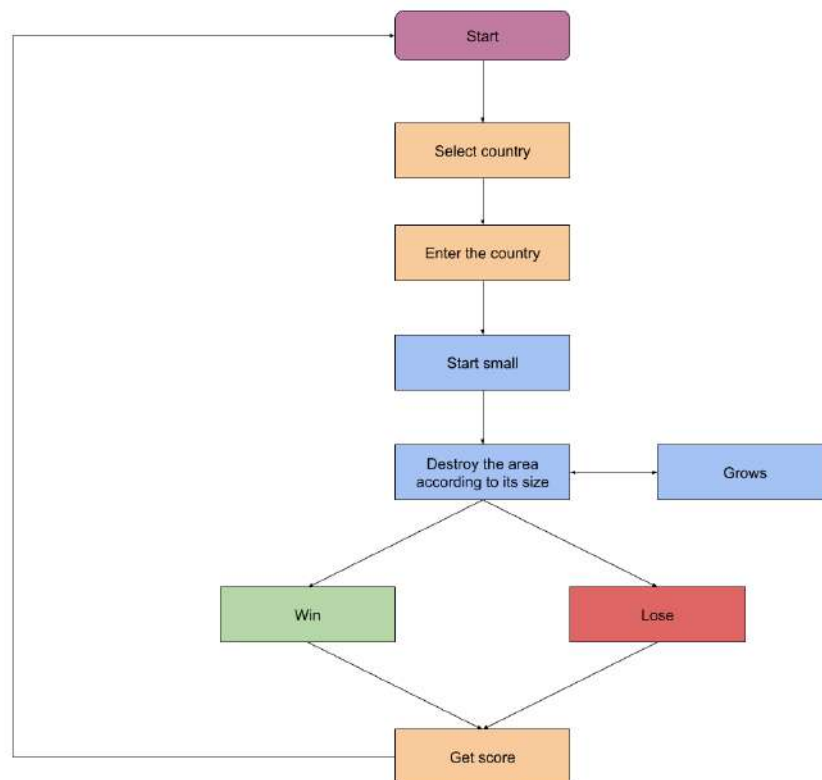 Start
Select country
Enter the country
Start small
Destroy the area
according to its size
Grows
Win
Lose
Get score